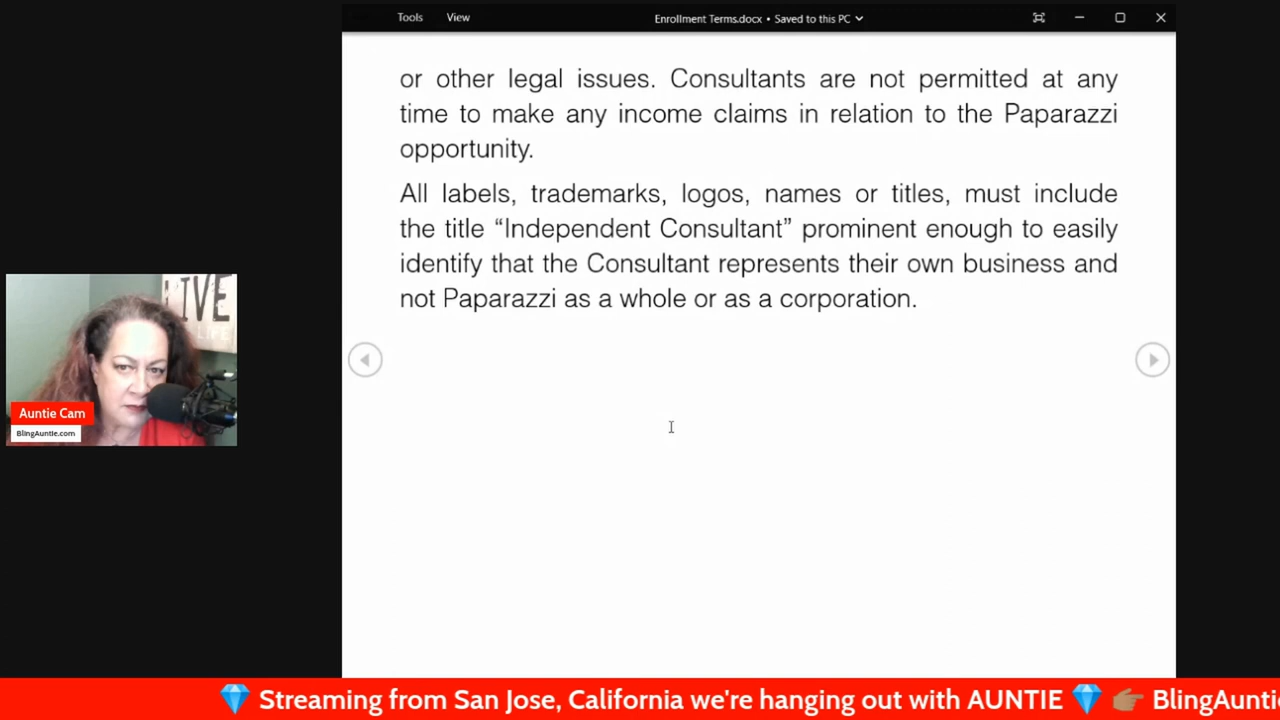 Tools View Enrollment Terms.docx • Saved to this PC
or other legal issues. Consultants are not permitted at any
time to make any income claims in relation to the Paparazzi
opportunity.
All labels, trademarks, logos, names or titles, must include
the title “Independent Consultant” prominent enough to easily
identify that the Consultant represents their own business and
not Paparazzi as a whole or as a corporation.
LIVE
LIFE
Auntie Cam
BlingAuntie.com
💎 Streaming from San Jose, California we're hanging out with AUNTIE 💎 👉🏽 BlingAunti